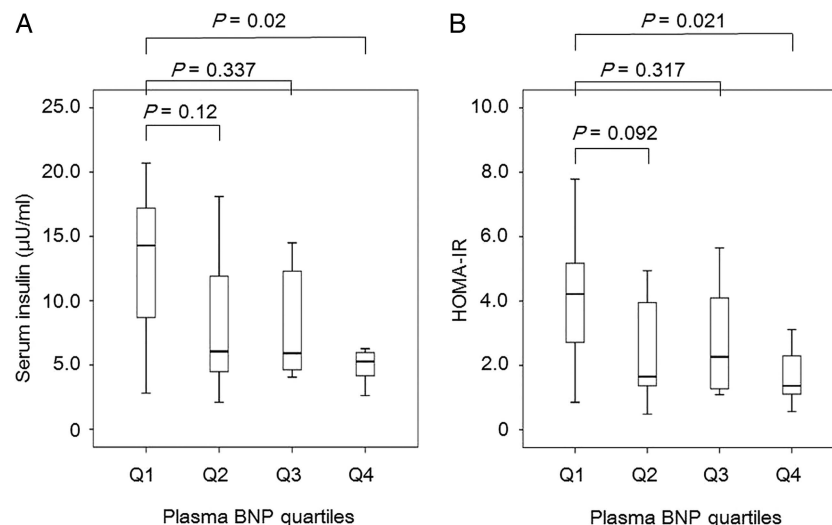 A
P = 0.02
P = 0.337
P = 0.12
25.0
20.0
15.0
10.0
5.0
0
Serum insulin (µU/ml)
Q1 Q2 Q3 Q4
Plasma BNP quartiles
B
P = 0.021
P = 0.317
P = 0.092
10.0
8.0
6.0
4.0
2.0
0
HOMA-IR
Q1 Q2 Q3 Q4
Plasma BNP quartiles